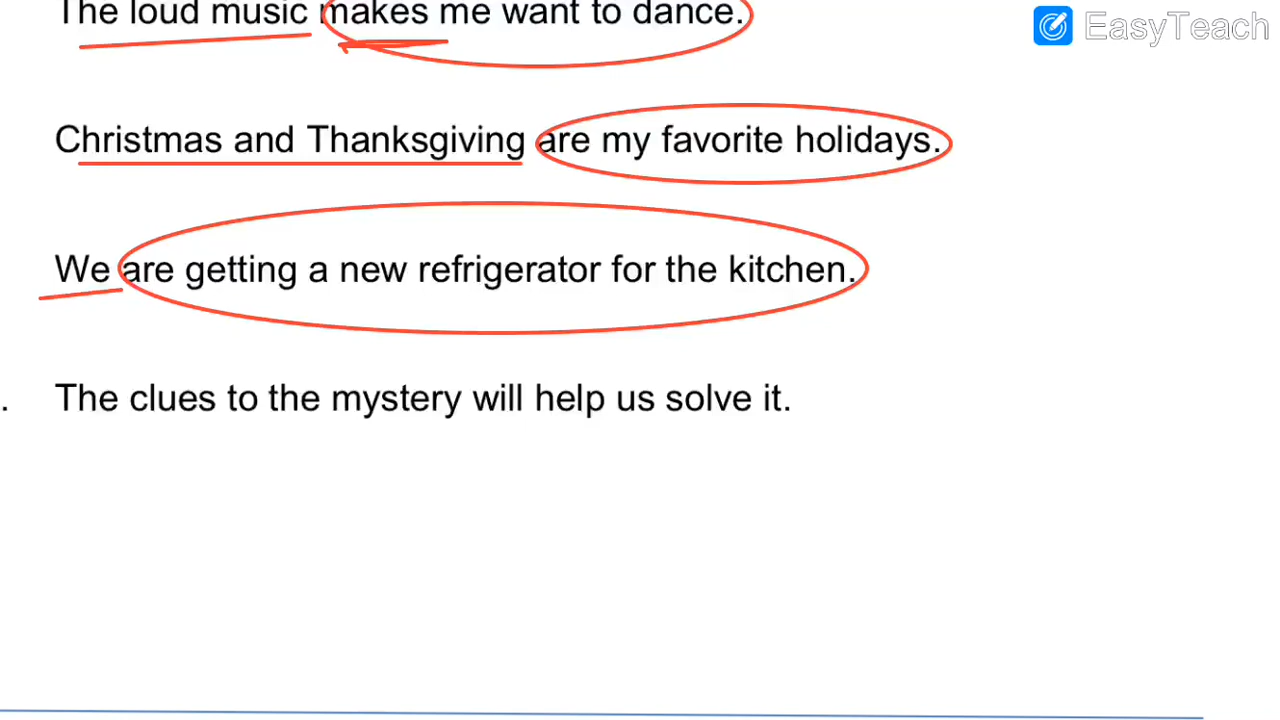 The loud music makes me want to dance.
EasyTeach
Christmas and Thanksgiving are my favorite holidays.
We are getting a new refrigerator for the kitchen.
. The clues to the mystery will help us solve it.